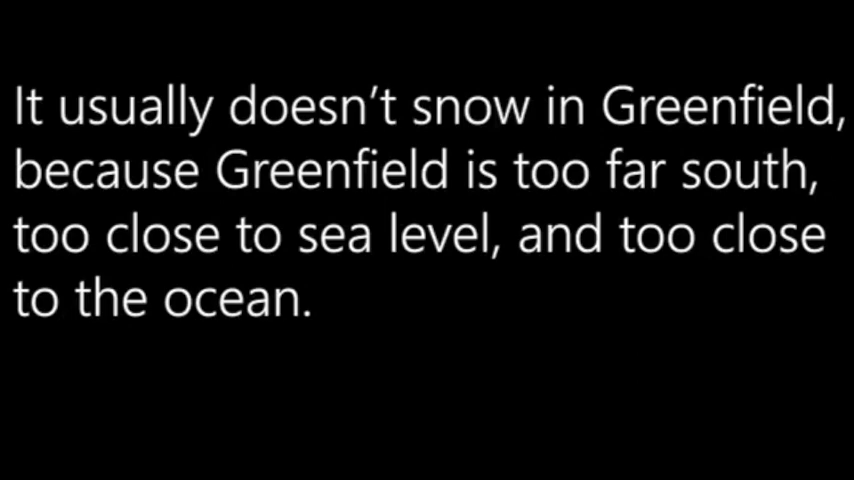 It usually doesn’t snow in Greenfield,
because Greenfield is too far south,
too close to sea level, and too close
to the ocean.